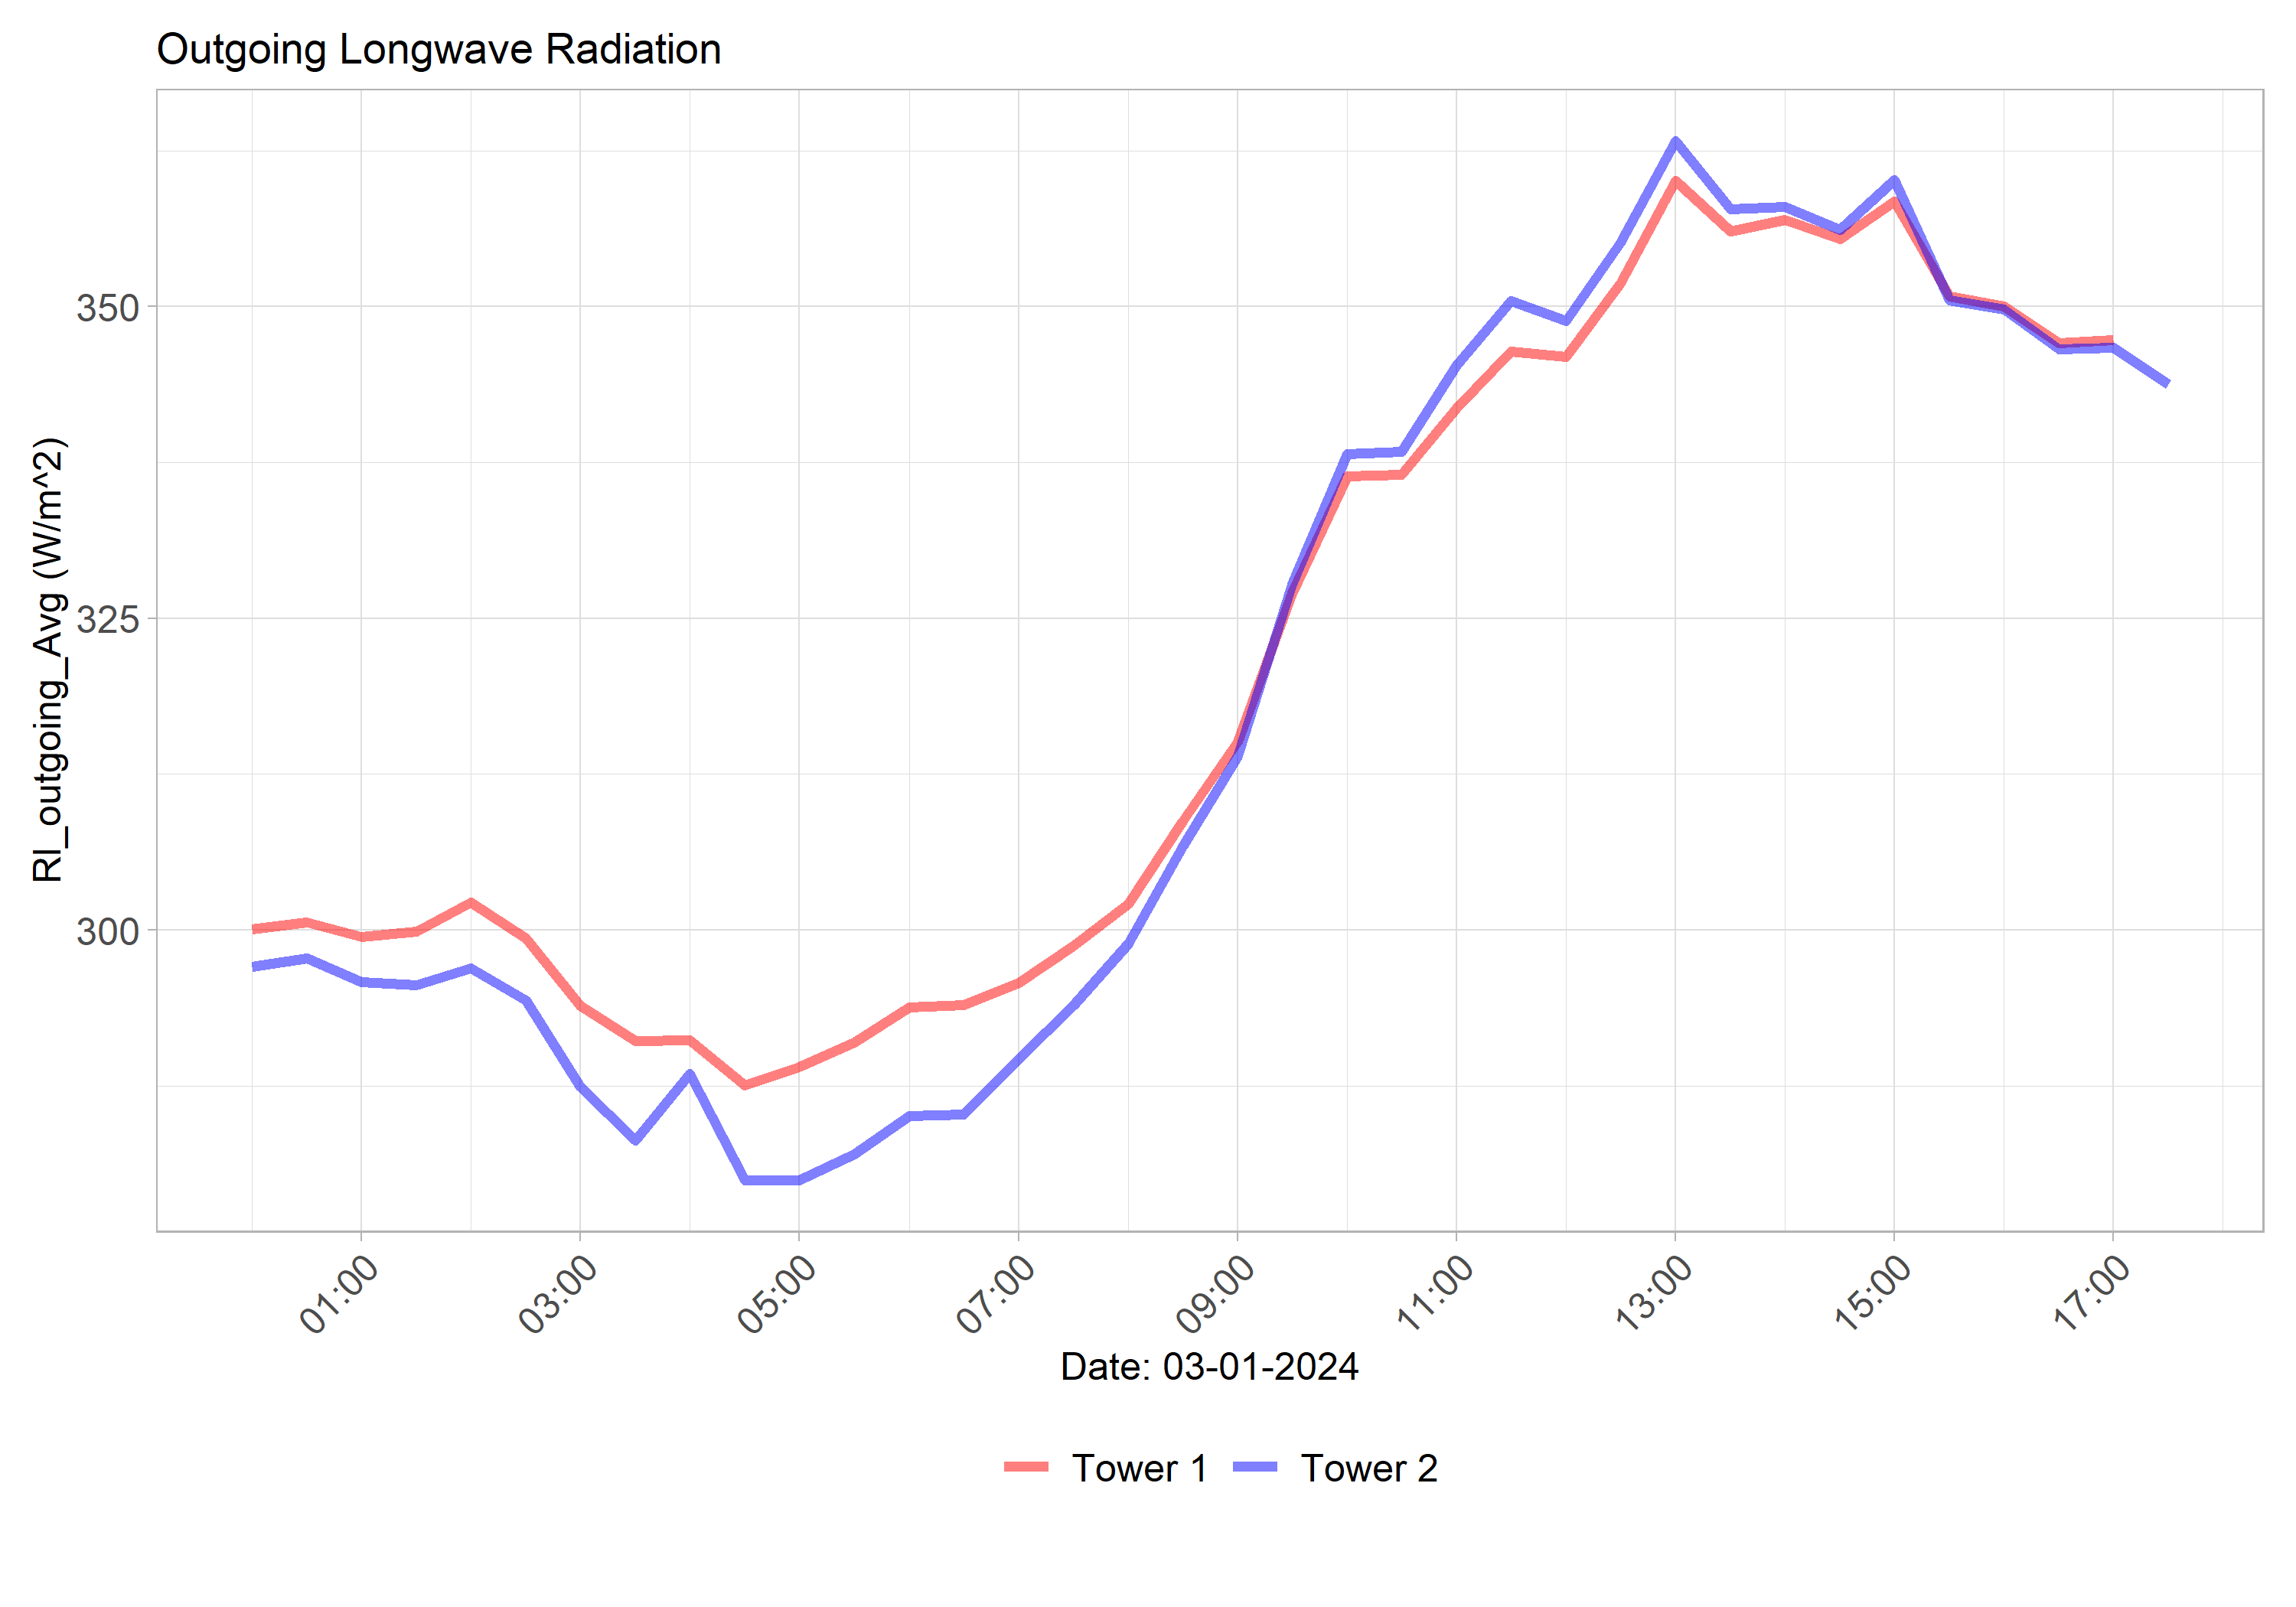 Outgoing Longwave Radiation
Rl_outgoing_Avg (W/m^2)
350
325
300
01:00 03:00 05:00 07:00 09:00 11:00 13:00 15:00 17:00
Date: 03-01-2024
Tower 1 Tower 2